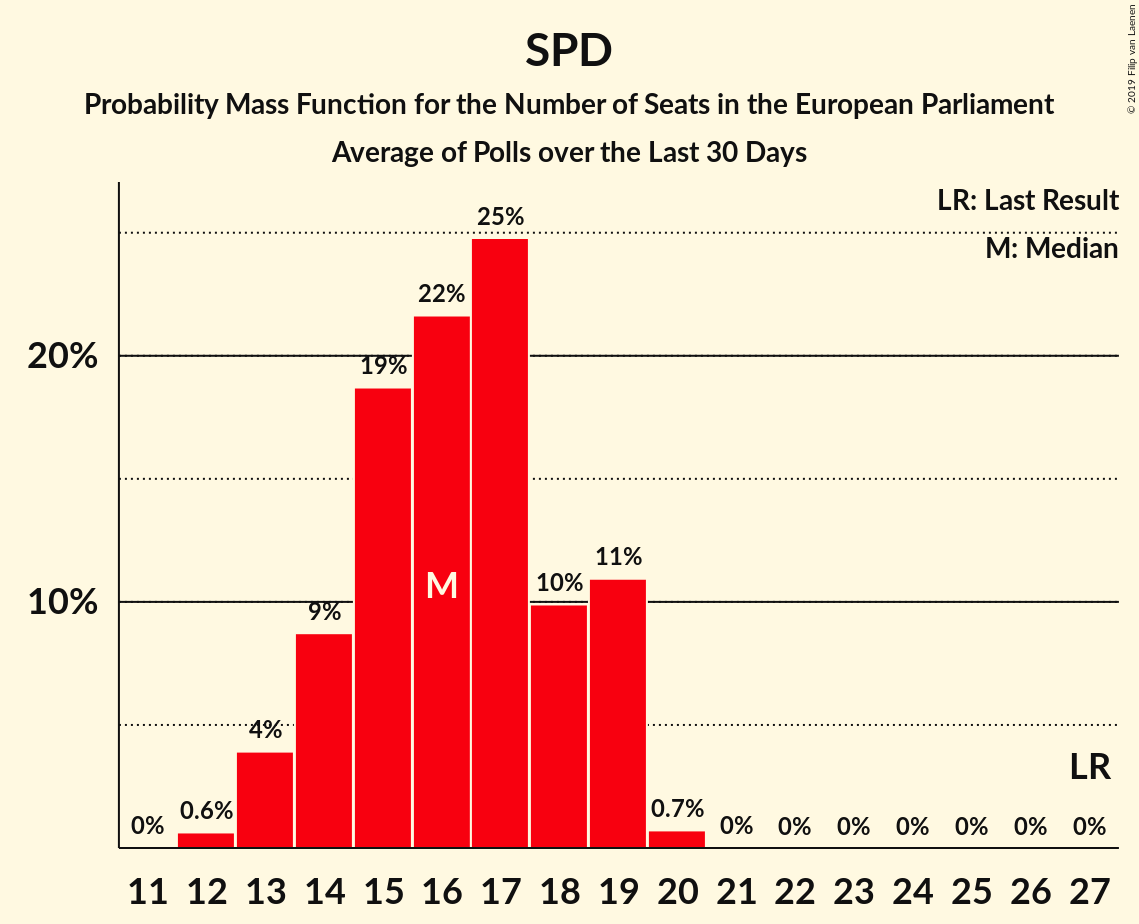 SPD
Probability Mass Function for the Number of Seats in the European Parliament
Average of Polls over the Last 30 Days
© 2019 Filip van Laenen
LR: Last Result
M: Median
25%
22%
20%
19%
11%
10%
10%
9%
M
4%
LR
0%
0.6%
0.7%
0%
0%
0%
0%
0%
0%
0%
11 12 13 14 15 16 17 18 19 20 21 22 23 24 25 26 27